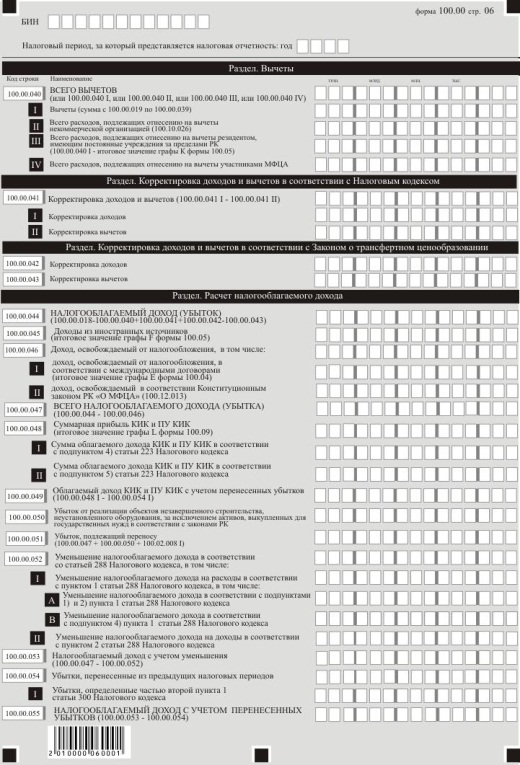 форма 100.00 стр. 06
БИН
Налоговый период, за который представляется налоговая отчетность: год
Раздел. Вычеты
Код строки Наименование
100.00.040 ВСЕГО ВЫЧЕТОВ
(или 100.00.040 I, или 100.00.040 II, или 100.00.040 III, или 100.00.040 IV)
I Вычеты (сумма с 100.00.019 по 100.00.039)
II Всего расходов, подлежащих отнесению на вычеты
некоммерческой организацией (100.10.026)
III Всего расходов, подлежащих отнесению на вычеты резидентом,
имеющим постоянные учреждения за пределами РК
(100.00.040 I - итоговое значение графы K формы 100.05)
IV Всего расходов, подлежащих отнесению на вычеты участниками МФЦА
Раздел. Корректировка доходов и вычетов в соответствии с Налоговым кодексом
100.00.041 Корректировка доходов и вычетов (100.00.041 I - 100.00.041 II)
I Корректировка доходов
II Корректировка вычетов
Раздел. Корректировка доходов и вычетов в соответствии с Законом о трансфертном ценообразовании
100.00.042 Корректировка доходов
100.00.043 Корректировка вычетов
Раздел. Расчет налогооблагаемого дохода
100.00.044 НАЛОГООБЛАГАЕМЫЙ ДОХОД (УБЫТОК)
(100.00.018-100.00.040+100.00.041+100.00.042-100.00.043)
100.00.045 Доходы из иностранных источников
(итоговое значение графы F формы 100.05)
100.00.046 Доход, освобождаемый от налогообложения, в том числе:
I доход, освобождаемый от налогообложения, в
соответствии с международными договорами
(итоговое значение графы E формы 100.04)
II доход, освобождаемый в соответствии Конституционным
законом РК «О МФЦА» (100.12.013)
100.00.047 ВСЕГО НАЛОГООБЛАГАЕМОГО ДОХОДА (УБЫТКА)
(100.00.044 - 100.00.046)
100.00.048 Суммарная прибыль КИК и ПУ КИК
(итоговое значение графы L формы 100.09)
I Сумма облагаемого дохода КИК и ПУ КИК в соответствии
с подпунктом 4) статьи 223 Налогового кодекса
II Сумма облагаемого дохода КИК и ПУ КИК в соответствии
с подпунктом 5) статьи 223 Налогового кодекса
100.00.049 Облагаемый доход КИК и ПУ КИК с учетом перенесенных убытков
(100.00.048 I - 100.00.054 I)
100.00.050 Убыток от реализации объектов незавершенного строительства,
неустановленного оборудования, за исключением активов, выкупленных для
государственных нужд в соответствии с законами РК
100.00.051 Убыток, подлежащий переносу
(100.00.047 + 100.00.050 + 100.02.008 I)
100.00.052 Уменьшение налогооблагаемого дохода в соответствии
со статьей 288 Налогового кодекса, в том числе:
I Уменьшение налогооблагаемого дохода на расходы в соответствии
с пунктом 1 статьи 288 Налогового кодекса, в том числе:
A Уменьшение налогооблагаемого дохода в соответствии с подпунктами
1) и 2) пункта 1 статьи 288 Налогового кодекса
B Уменьшение налогооблагаемого дохода в соответствии
с подпунктом 4) пункта 1 статьи 288 Налогового кодекса
II Уменьшение налогооблагаемого дохода на доходы в соответствии
с пунктом 2 статьи 288 Налогового кодекса
100.00.053 Налогооблагаемый доход с учетом уменьшения
(100.00.047 - 100.00.052)
100.00.054 Убытки, перенесенные из предыдущих налоговых периодов
I Убытки, определенные частью второй пункта 1
статьи 300 Налогового кодекса
100.00.055 НАЛОГООБЛАГАЕМЫЙ ДОХОД С УЧЕТОМ ПЕРЕНЕСЕННЫХ
УБЫТКОВ (100.00.053 - 100.00.054)
2 010000 060001